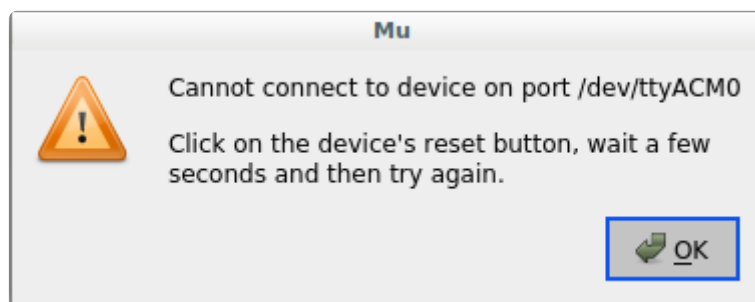 Mu
Cannot connect to device on port /dev/ttyACM0
Click on the device's reset button, wait a few
seconds and then try again.
OK